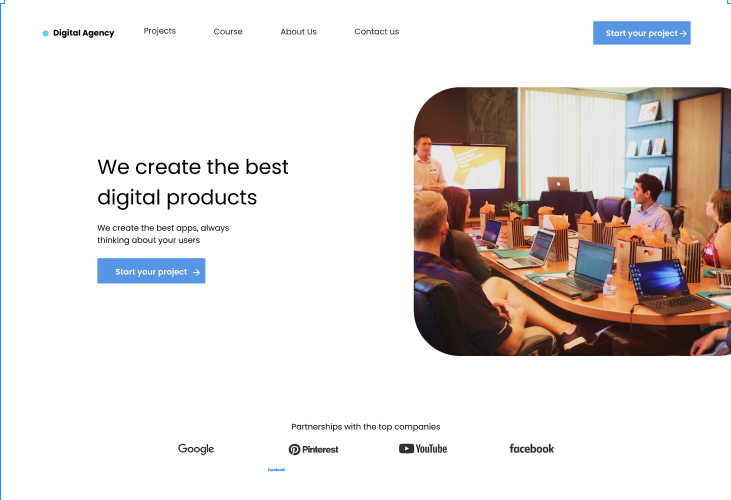 Digital Agency
Projects
Course
About Us
Contact us
Start your project
We create the best
digital products
We create the best apps, always
thinking about your users
Start your project
Partnerships with the top companies
Google
Pinterest
YouTube
facebook
facebook